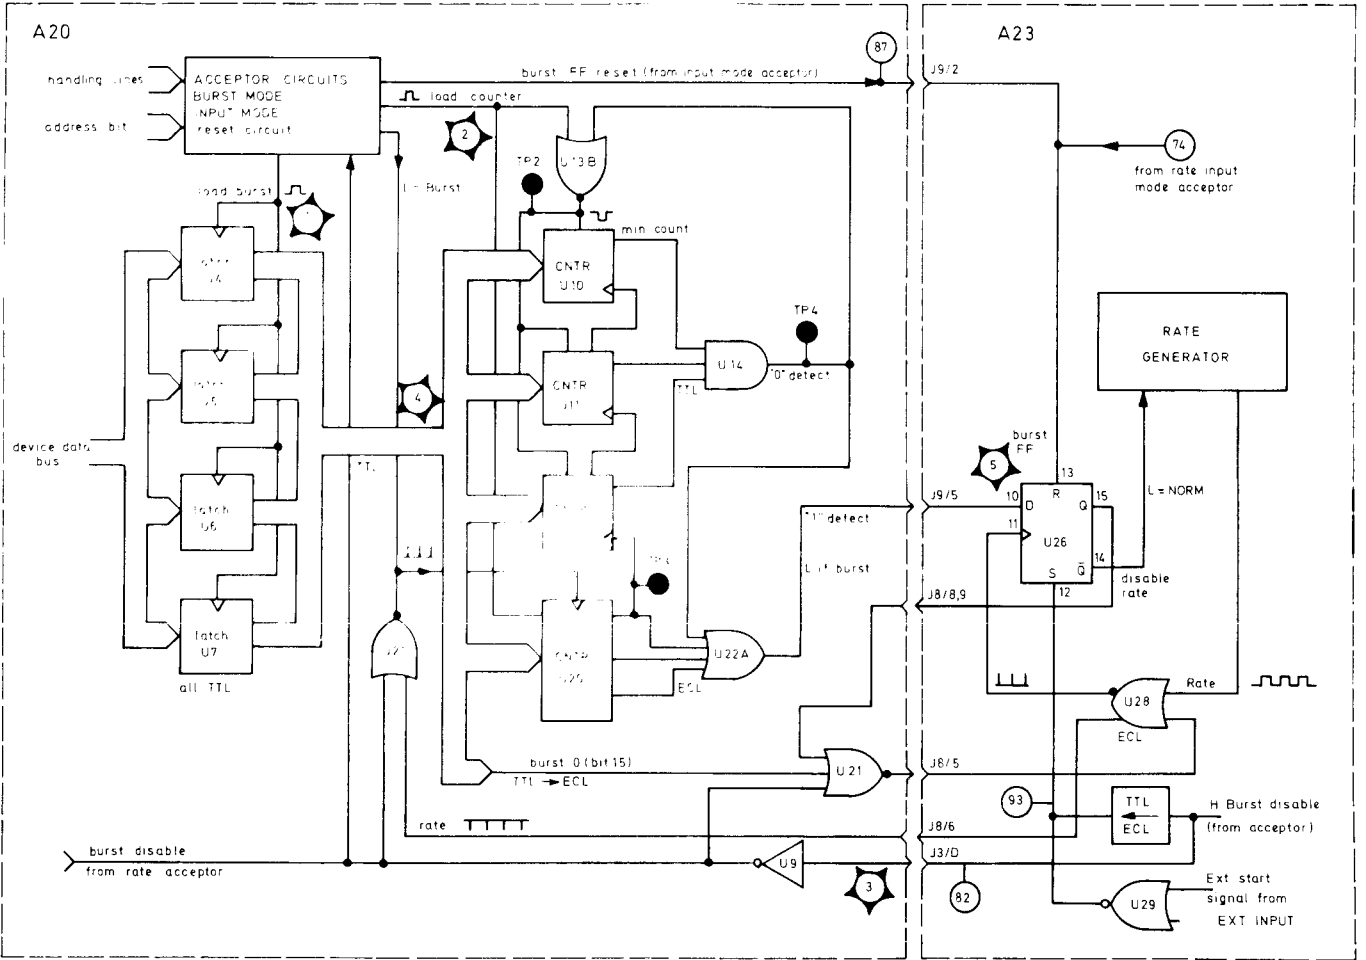 A20
A23
handling lines
address bit
ACCEPTOR CIRCUITS
BURST MODE
INPUT MODE
reset circuit
burst FF reset (from input mode acceptor)
87
J9/2
load counter
2
74
from rate input
mode acceptor
load burst
1
L = Burst
TP2
U13B
min count
latch
U4
CNTR
U10
TP4
RATE
GENERATOR
latch
U5
CNTR
U11
U14
"0" detect
TTL
4
device data
bus
TTL
burst
FF
5
13
L = NORM
latch
U6
J9/5
10
D
R
Q
15
11
U26
14
S
Q
12
disable
rate
"1" detect
L if burst
J8/8,9
latch
U7
all TTL
CNTR
U22A
ECL
Rate
U28
ECL
burst 0 (bit 15)
TTL → ECL
U21
J8/5
93
TTL
ECL
H Burst disable
(from acceptor)
rate
J8/6
burst disable
from rate acceptor
U9
J3/D
3
82
U29
Ext start
signal from
EXT INPUT